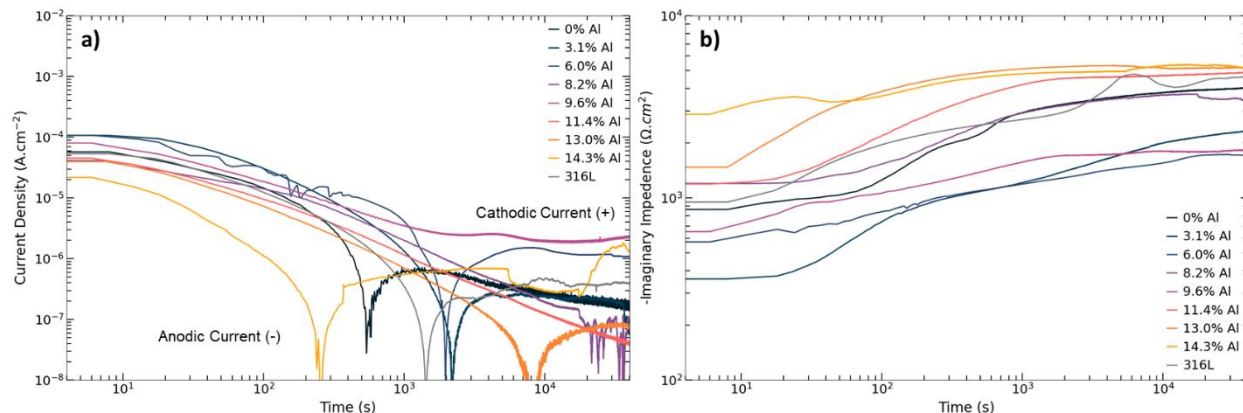 a)
10⁻²
10⁻³
10⁻⁴
10⁻⁵
10⁻⁶
10⁻⁷
10⁻⁸
Current Density (A.cm⁻²)
0% Al
3.1% Al
6.0% Al
8.2% Al
9.6% Al
11.4% Al
13.0% Al
14.3% Al
316L
Cathodic Current (+)
Anodic Current (-)
10¹ 10² 10³ 10⁴
Time (s)
b)
10⁴
10³
10²
-Imaginary Impedence (Ω.cm²)
0% Al
3.1% Al
6.0% Al
8.2% Al
9.6% Al
11.4% Al
13.0% Al
14.3% Al
316L
10¹ 10² 10³ 10⁴
Time (s)